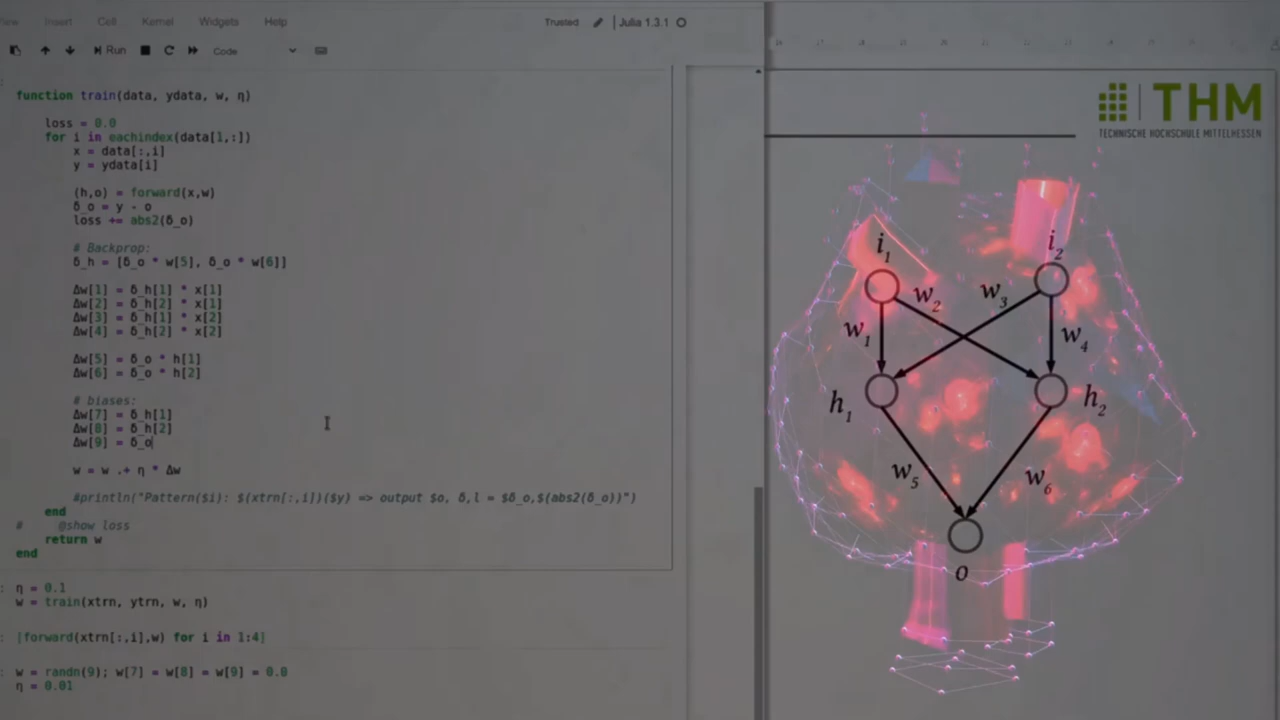 View Insert Cell Kernel Widgets Help Trusted Julia 1.3.1
Run Code
function train(data, ydata, w, η)
loss = 0.0
for i in eachindex(data[1,:])
x = data[:,i]
y = ydata[i]
(h,o) = forward(x,w)
δ_o = y - o
loss += abs2(δ_o)
# Backprop:
δ_h = [δ_o * w[5], δ_o * w[6]]
Δw[1] = δ_h[1] * x[1]
Δw[2] = δ_h[2] * x[1]
Δw[3] = δ_h[1] * x[2]
Δw[4] = δ_h[2] * x[2]
Δw[5] = δ_o * h[1]
Δw[6] = δ_o * h[2]
# biases:
Δw[7] = δ_h[1]
Δw[8] = δ_h[2]
Δw[9] = δ_o
w = w .+ η * Δw
#println("Pattern($i): $(xtrn[:,i])($y) => output $o, δ,l = $δ_o,$(abs2(δ_o))")
end
# @show loss
return w
end
η = 0.1
w = train(xtrn, ytrn, w, η)
[forward(xtrn[:,i],w) for i in 1:4]
w = randn(9); w[7] = w[8] = w[9] = 0.0
η = 0.01
THM
TECHNISCHE HOCHSCHULE MITTELHESSEN
i1 i2
w2 w3
w1 w4
h1 h2
w5 w6
o